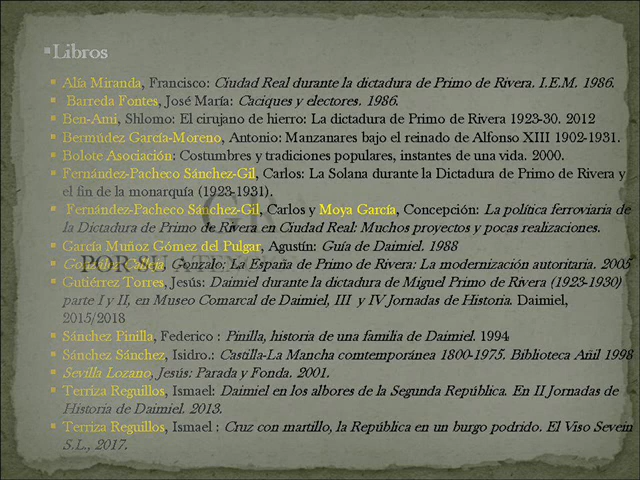 Libros
Alía Miranda, Francisco: Ciudad Real durante la dictadura de Primo de Rivera. I.E.M. 1986.
Barreda Fontes, José María: Caciques y electores. 1986.
Ben-Ami, Shlomo: El cirujano de hierro: La dictadura de Primo de Rivera 1923-30. 2012
Bermúdez García-Moreno, Antonio: Manzanares bajo el reinado de Alfonso XIII 1902-1931.
Bolote Asociación: Costumbres y tradiciones populares, instantes de una vida. 2000.
Fernández-Pacheco Sánchez-Gil, Carlos: La Solana durante la Dictadura de Primo de Rivera y
el fin de la monarquía (1923-1931).
Fernández-Pacheco Sánchez-Gil, Carlos y Moya García, Concepción: La política ferroviaria de
la Dictadura de Primo de Rivera en Ciudad Real: Muchos proyectos y pocas realizaciones.
García Muñoz Gómez del Pulgar, Agustín: Guía de Daimiel. 1988
González Calleja, Gonzalo: La España de Primo de Rivera: La modernización autoritaria. 2005
POR SU ATEN
Gutiérrez Torres, Jesús: Daimiel durante la dictadura de Miguel Primo de Rivera (1923-1930)
parte I y II, en Museo Comarcal de Daimiel, III y IV Jornadas de Historia. Daimiel,
2015/2018
Sánchez Pinilla, Federico : Pinilla, historia de una familia de Daimiel. 1994
Sánchez Sánchez, Isidro.: Castilla-La Mancha comtemporánea 1800-1975. Biblioteca Añil 1998
Sevilla Lozano, Jesús: Parada y Fonda. 2001.
Terriza Reguillos, Ismael: Daimiel en los albores de la Segunda República. En II Jornadas de
Historia de Daimiel. 2013.
Terriza Reguillos, Ismael : Cruz con martillo, la República en un burgo podrido. El Viso Sevein
S.L., 2017.